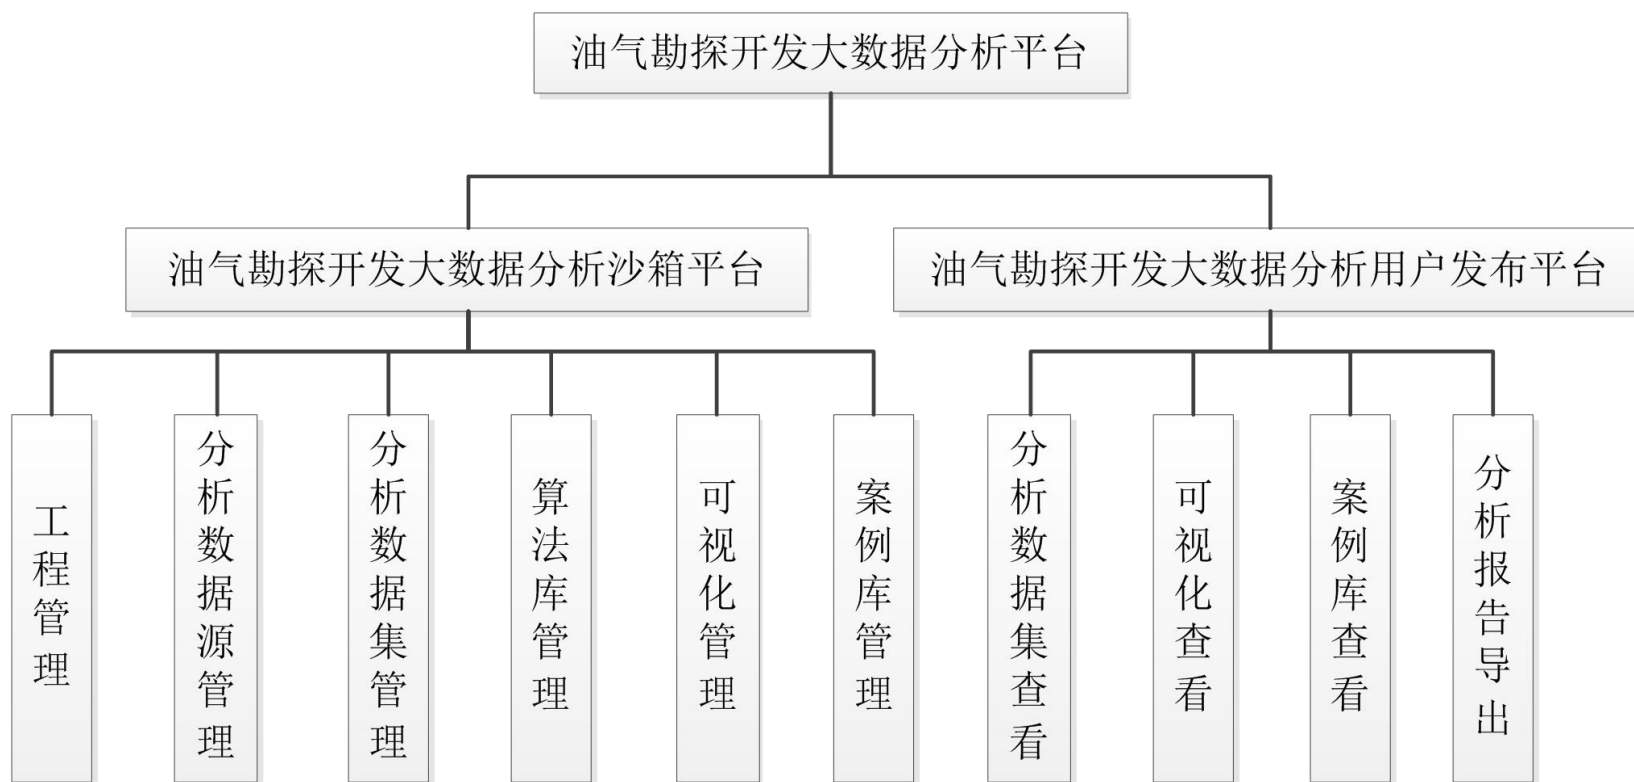 油气勘探开发大数据分析平台
油气勘探开发大数据分析沙箱平台
油气勘探开发大数据分析用户发布平台
工程管理
分析数据源管理
分析数据集管理
算法库管理
可视化管理
案例库管理
分析数据集查看
可视化查看
案例库查看
分析报告导出